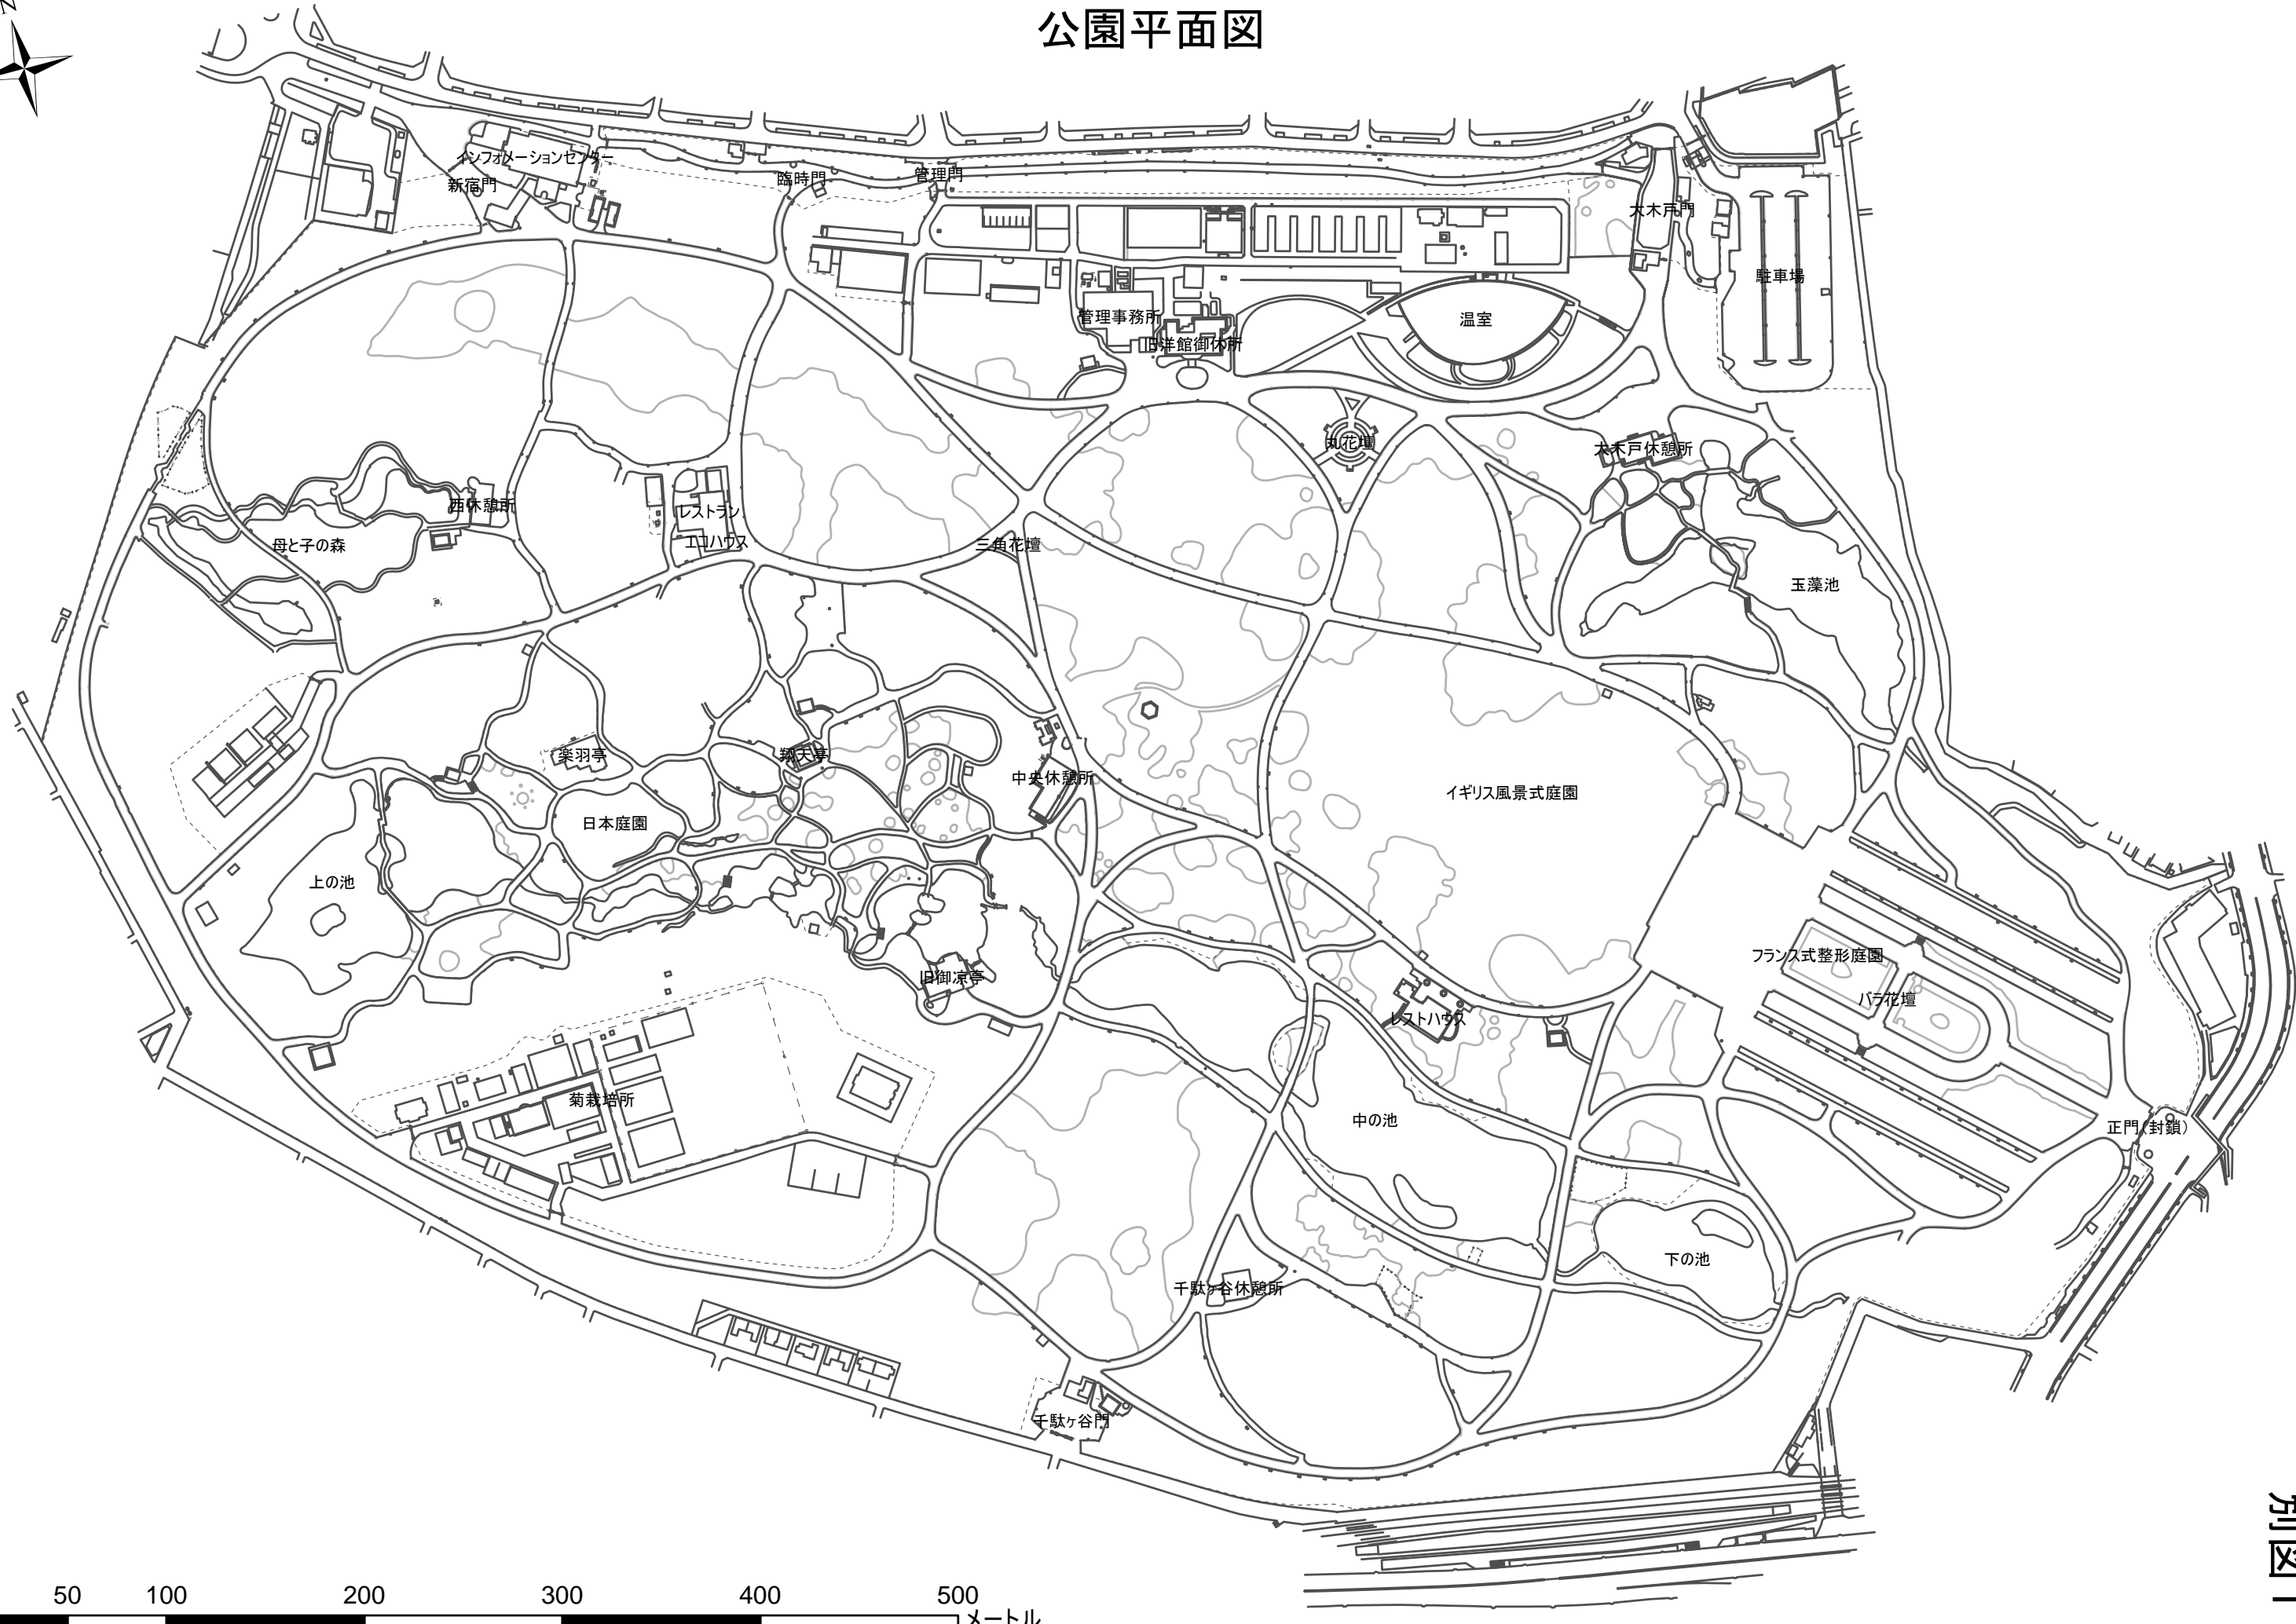 公園平面図
N
インフォメーションセンター
新宿門
臨時門
管理門
大木戸門
駐車場
管理事務所
旧洋館御休所
温室
丸花壇
大木戸休憩所
西休憩所
レストラン
エコハウス
母と子の森
三角花壇
玉藻池
楽羽亭
翔天亭
中央休憩所
イギリス風景式庭園
日本庭園
上の池
フランス式整形庭園
バラ花壇
旧御凉亭
レストハウス
菊栽培所
中の池
正門(封鎖)
下の池
千駄ヶ谷休憩所
千駄ヶ谷門
別図1
50 100 200 300 400 500
メートル